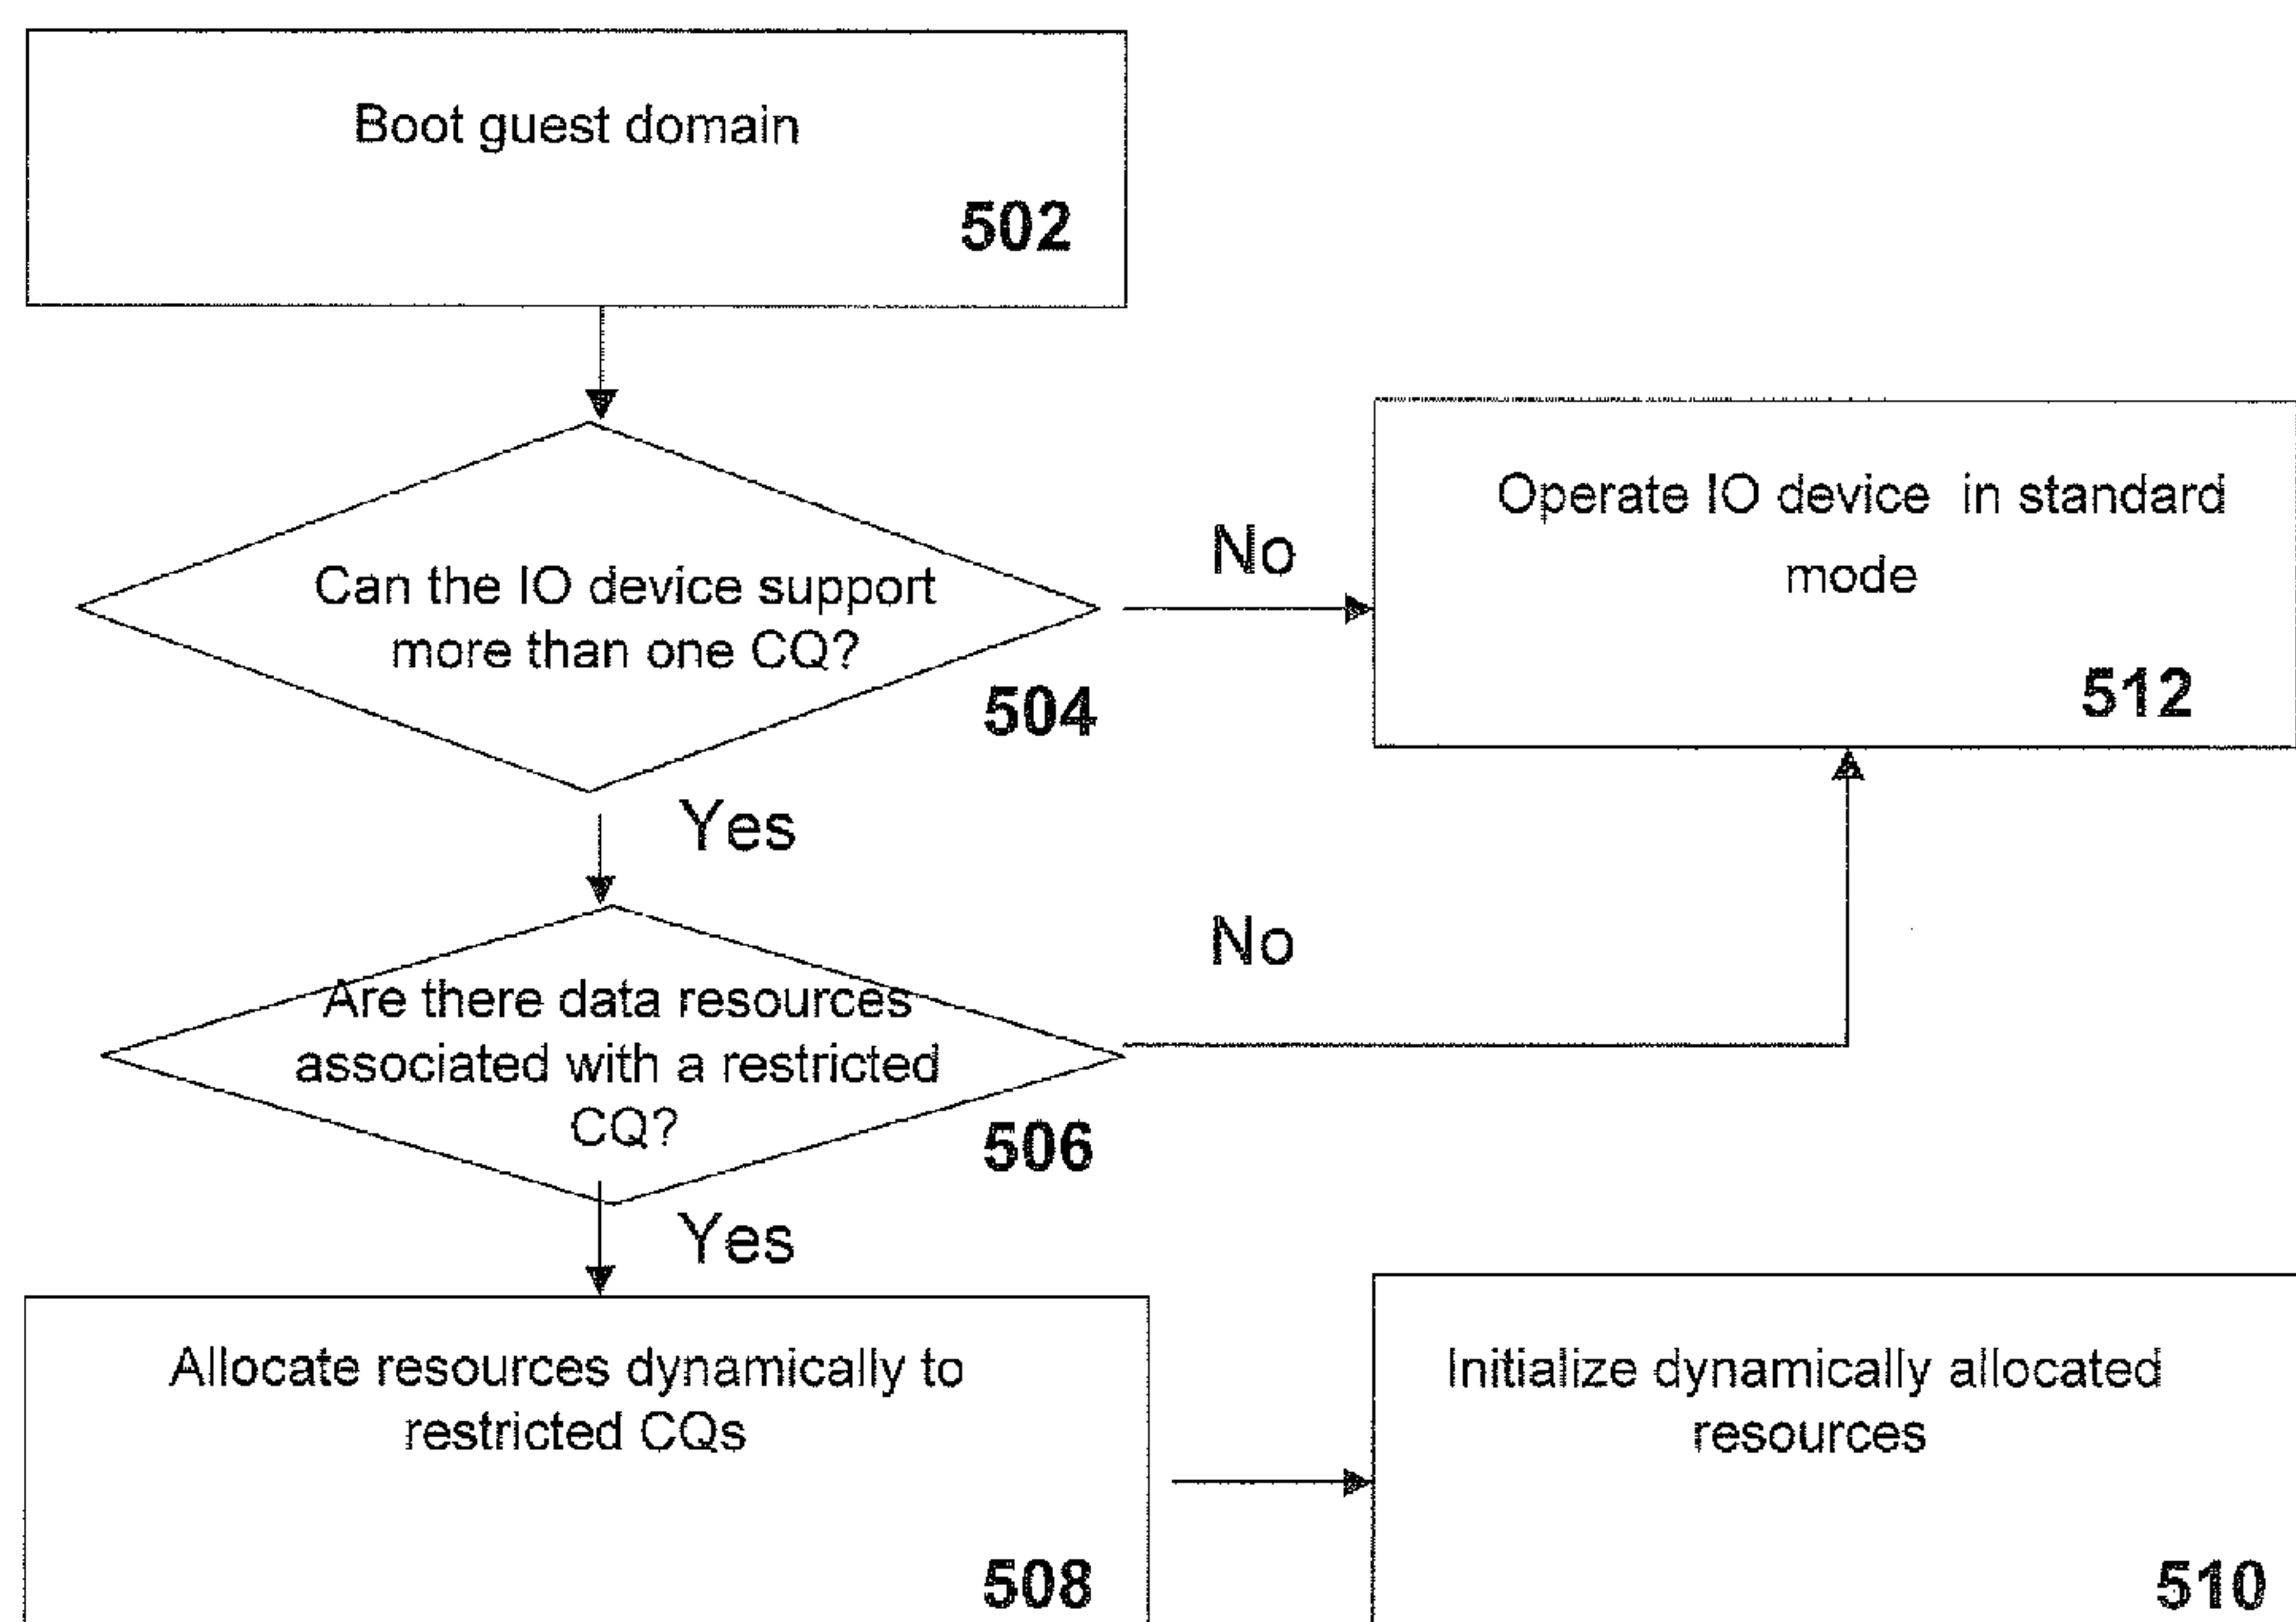 Boot guest domain
502
Can the IO device support
more than one CQ?
504
No
Operate IO device in standard
mode
512
Yes
Are there data resources
associated with a restricted
CQ?
506
No
Yes
Allocate resources dynamically to
restricted CQs
508
Initialize dynamically allocated
resources
510